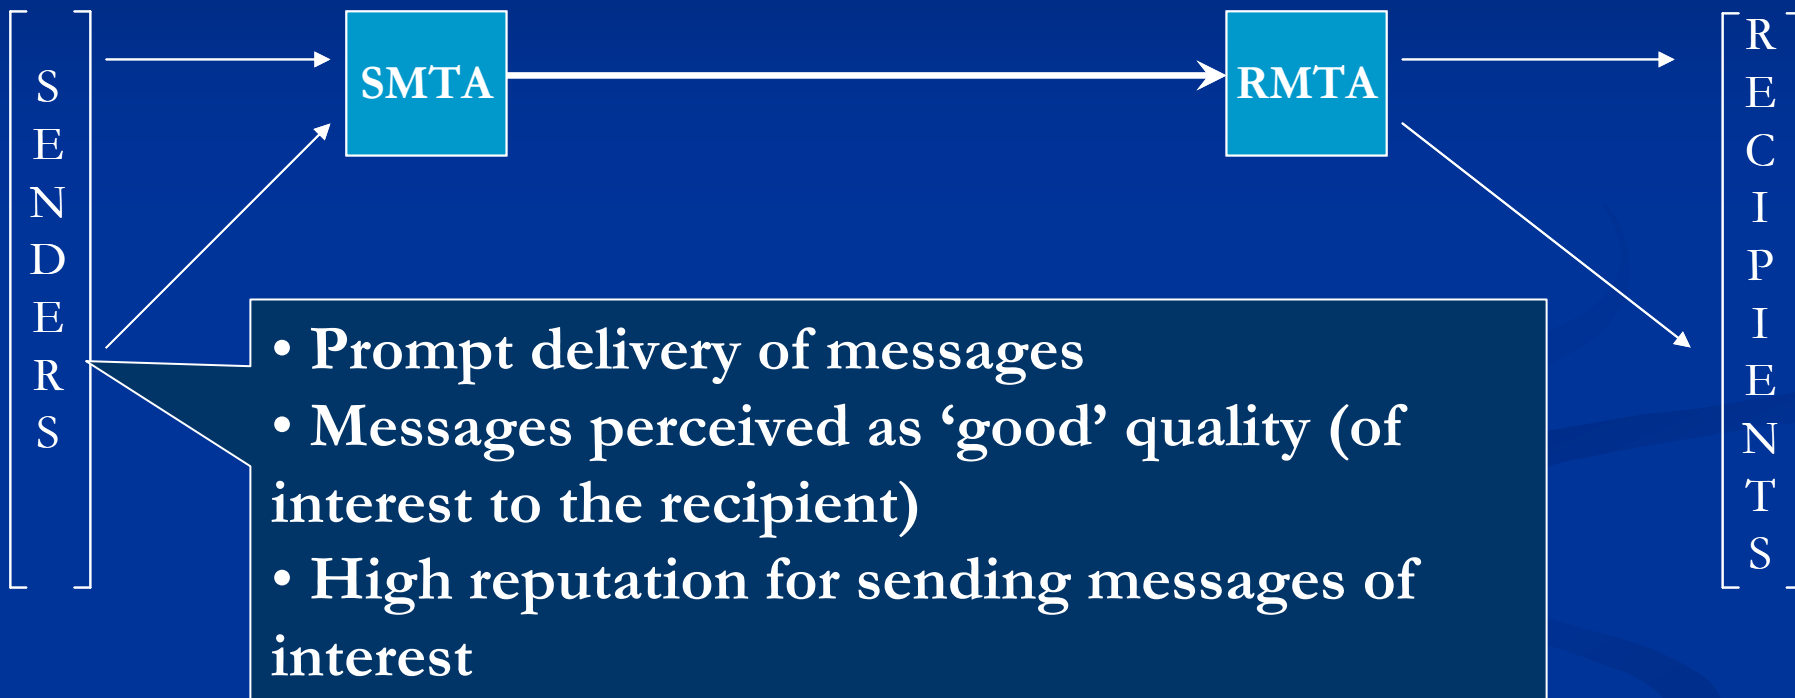 SENDERS
SMTA
RMTA
RECIPIENTS
• Prompt delivery of messages
• Messages perceived as ‘good’ quality (of
interest to the recipient)
• High reputation for sending messages of
interest